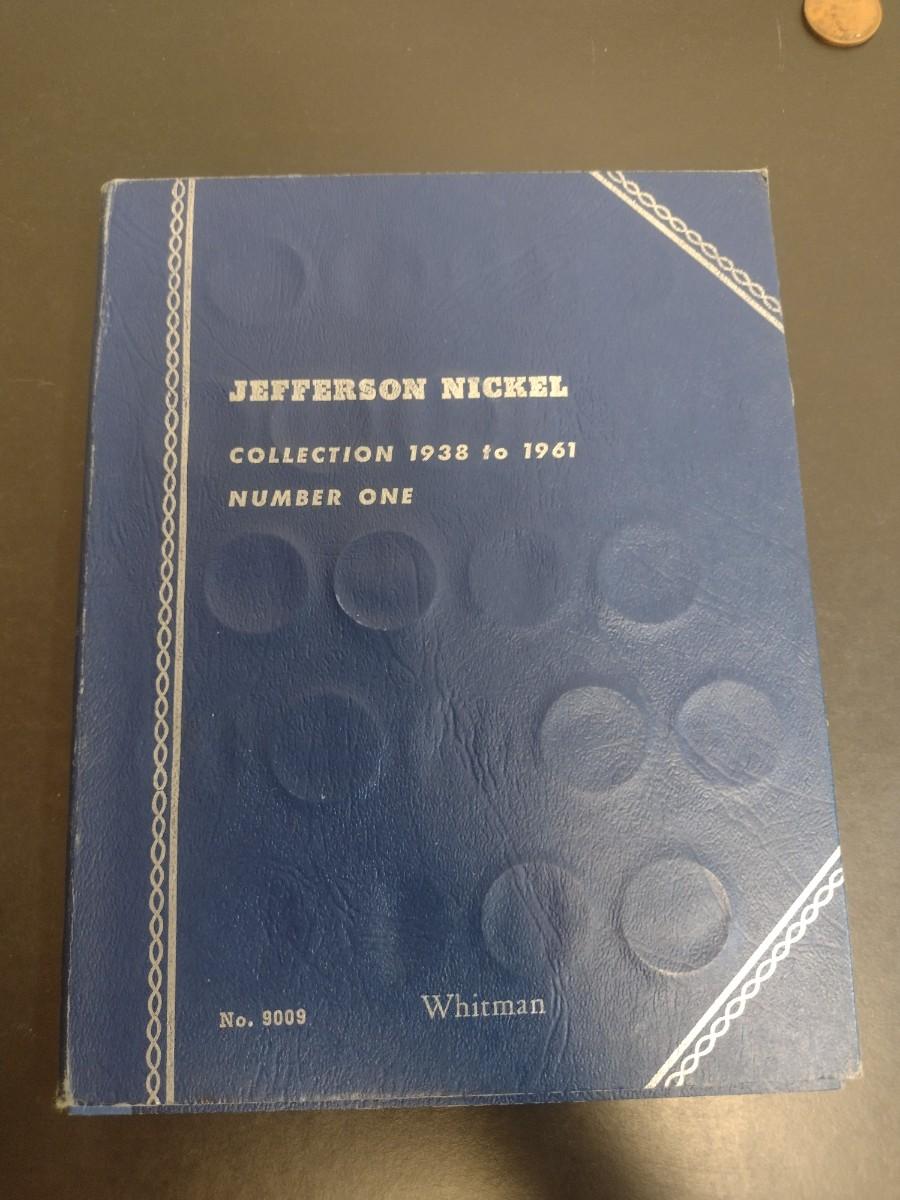 JEFFERSON NICKEL
COLLECTION 1938 to 1961
NUMBER ONE
No. 9009
Whitman